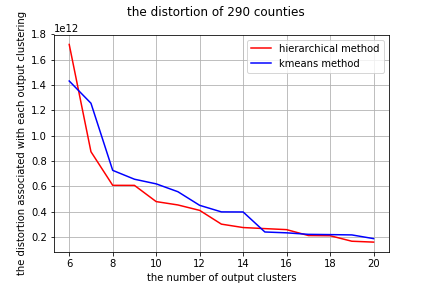 the distortion of 290 counties
1e12
the distortion associated with each output clustering
1.8
1.6
1.4
1.2
1.0
0.8
0.6
0.4
0.2
hierarchical method
kmeans method
6 8 10 12 14 16 18 20
the number of output clusters